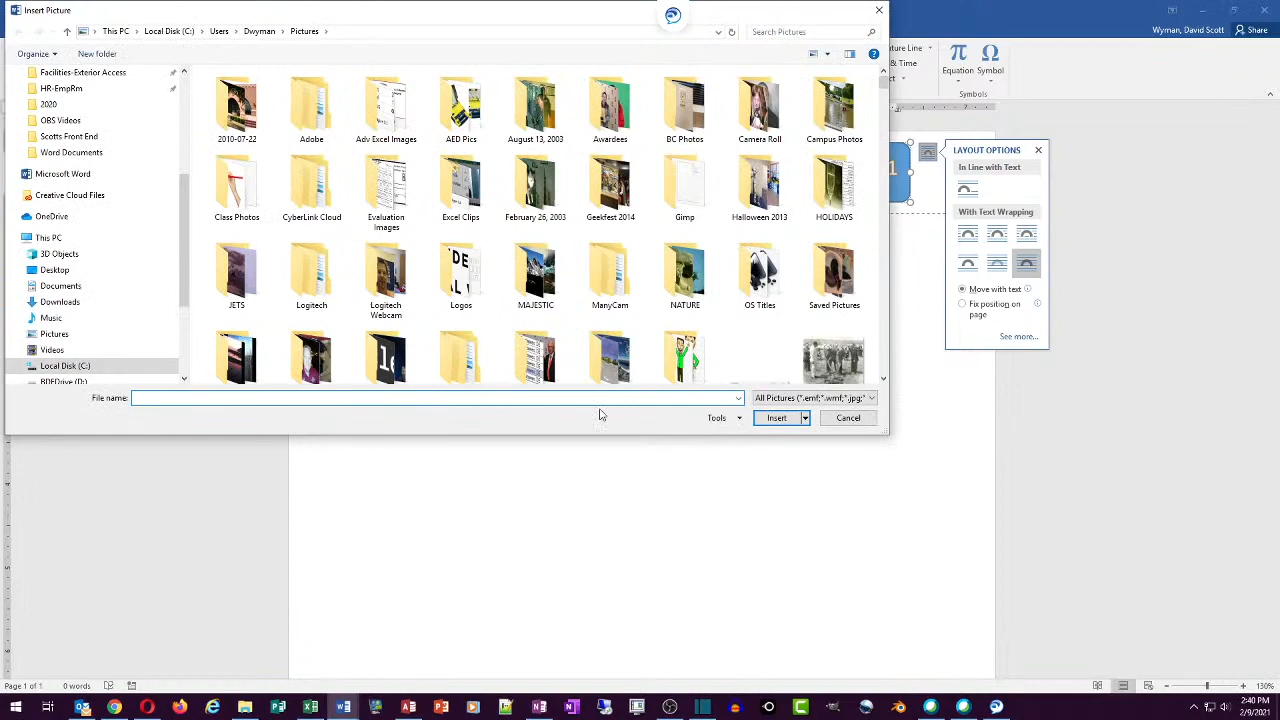 Insert Picture
This PC
Local Disk (C:)
Users
Dwyman
Pictures
Search Pictures
Wyman, David Scott
Share
Organize
New folder
Facilities-Exterior Access
HR-EmpRm
2020
OBS Videos
Scotts Front End
Word Documents
Microsoft Word
Creative Cloud Files
OneDrive
This PC
3D Objects
Desktop
Documents
Downloads
Music
Pictures
Videos
Local Disk (C:)
BDEDrive (D:)
2010-07-22
Adobe
Adv Excel Images
AED Pics
August 13, 2003
Awardees
BC Photos
Camera Roll
Campus Photos
Class Photos
CyberLink Cloud
Evaluation
Images
Excel Clips
February 26, 2003
Geekfest 2014
Gimp
Halloween 2013
HOLIDAYS
JETS
Logitech
Logitech
Webcam
Logos
MAJESTIC
ManyCam
NATURE
OS Titles
Saved Pictures
File name:
All Pictures (*.emf;*.wmf;*.jpg;*
Tools
Insert
Cancel
ture Line
& Time
Equation
Symbol
Symbols
LAYOUT OPTIONS
In Line with Text
With Text Wrapping
Move with text
Fix position on
page
See more...
Page 1 of 1
0 words
130%
2:40 PM
2/9/2021